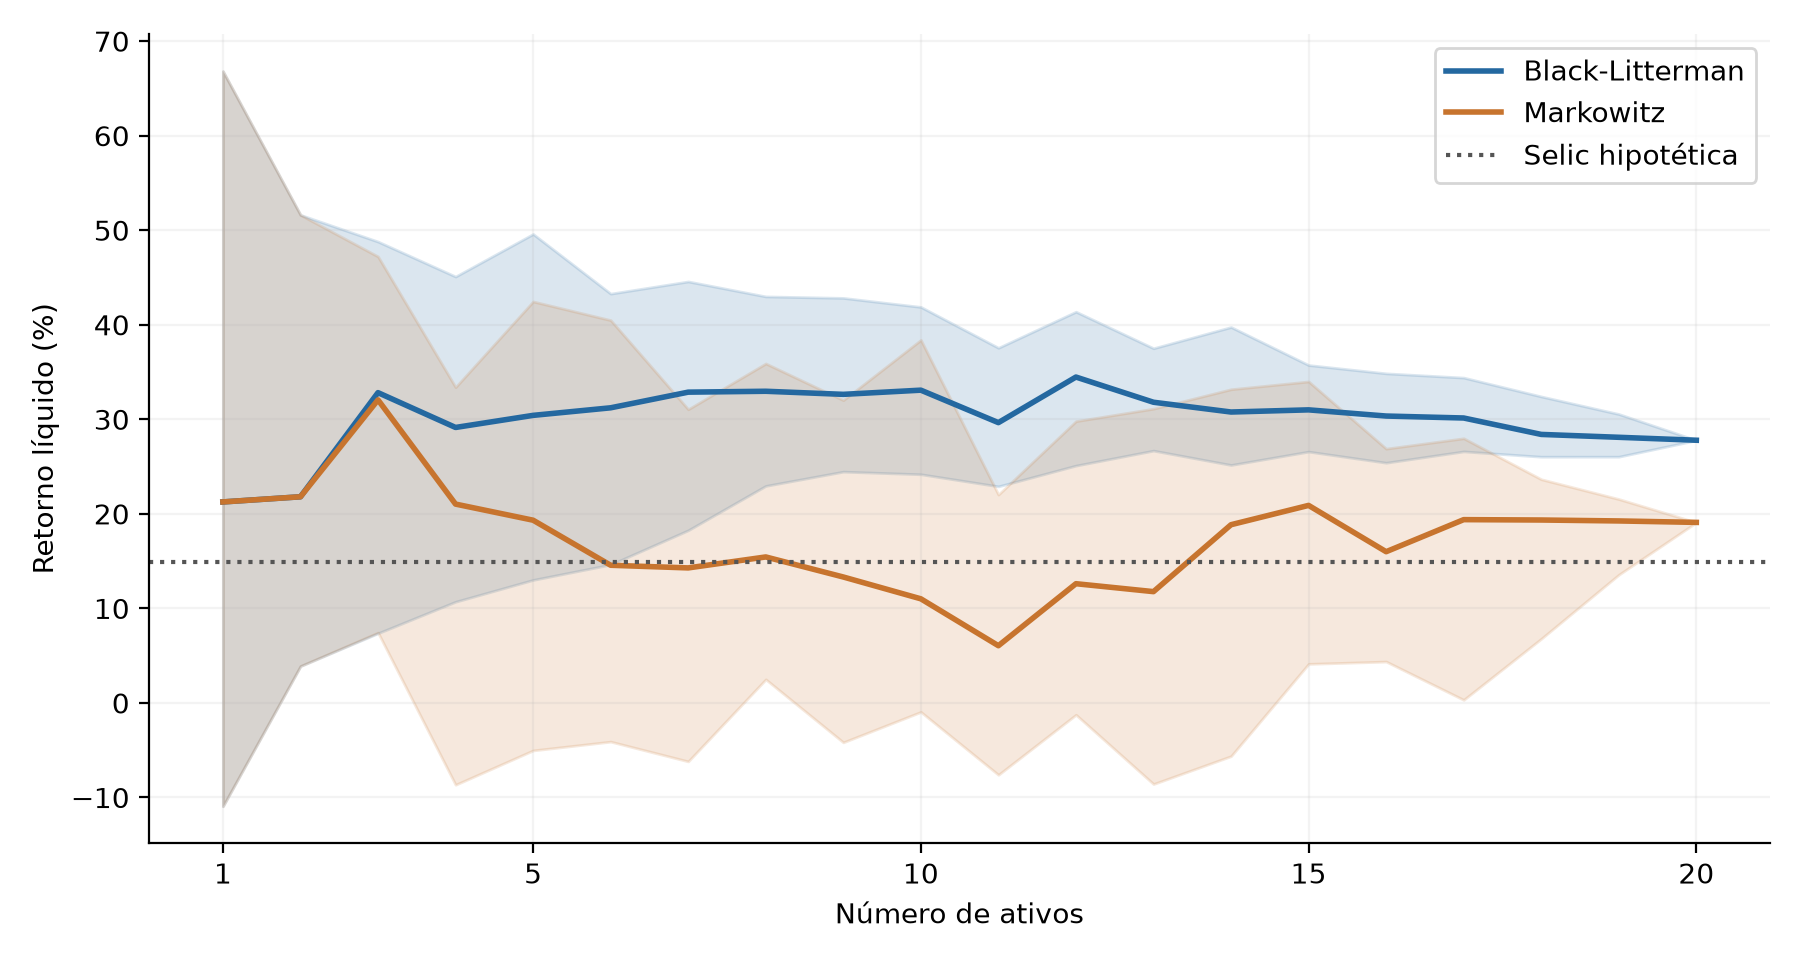 70
60
50
40
30
20
10
0
−10
Retorno líquido (%)
Black-Litterman
Markowitz
Selic hipotética
1 5 10 15 20
Número de ativos